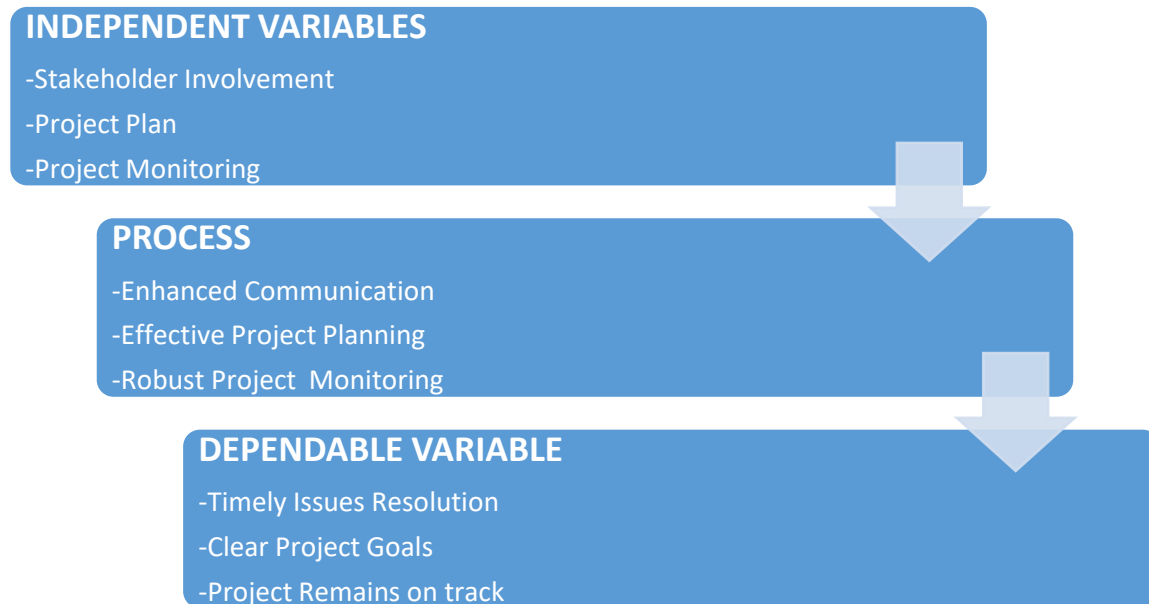 INDEPENDENT VARIABLES
-Stakeholder Involvement
-Project Plan
-Project Monitoring
PROCESS
-Enhanced Communication
-Effective Project Planning
-Robust Project  Monitoring
DEPENDABLE VARIABLE
-Timely Issues Resolution
-Clear Project Goals
-Project Remains on track